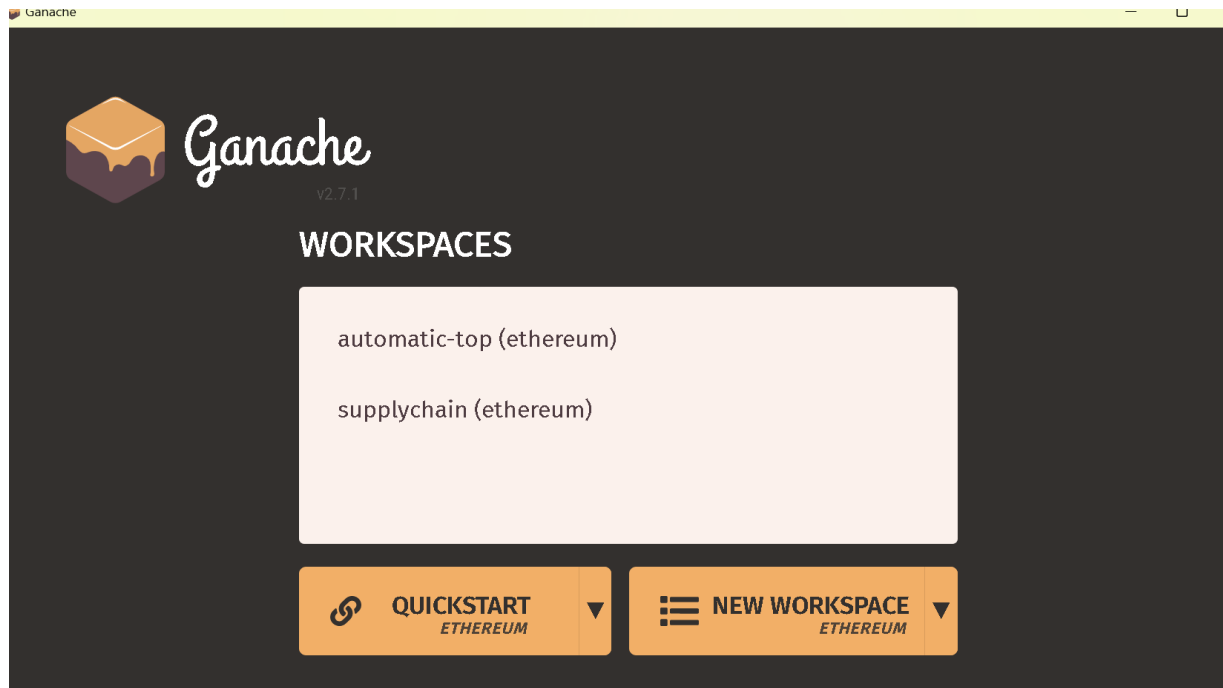 Ganache
Ganache
v2.7.1
WORKSPACES
automatic-top (ethereum)
supplychain (ethereum)
QUICKSTART
ETHEREUM
NEW WORKSPACE
ETHEREUM